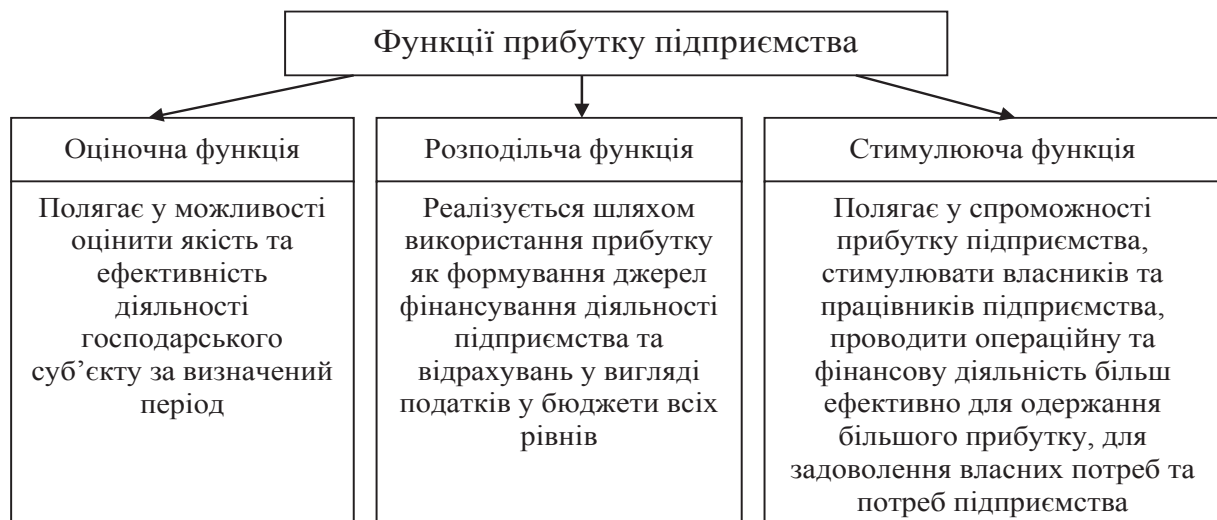 Функції прибутку підприємства
Оціночна функція
Полягає у можливості
оцінити якість та
ефективність
діяльності
господарського
суб’єкту за визначений
період
Розподільча функція
Реалізується шляхом
використання прибутку
як формування джерел
фінансування діяльності
підприємства та
відрахувань у вигляді
податків у бюджети всіх
рівнів
Стимулююча функція
Полягає у спроможності
прибутку підприємства,
стимулювати власників та
працівників підприємства,
проводити операційну та
фінансову діяльність більш
ефективно для одержання
більшого прибутку, для
задоволення власних потреб та
потреб підприємства